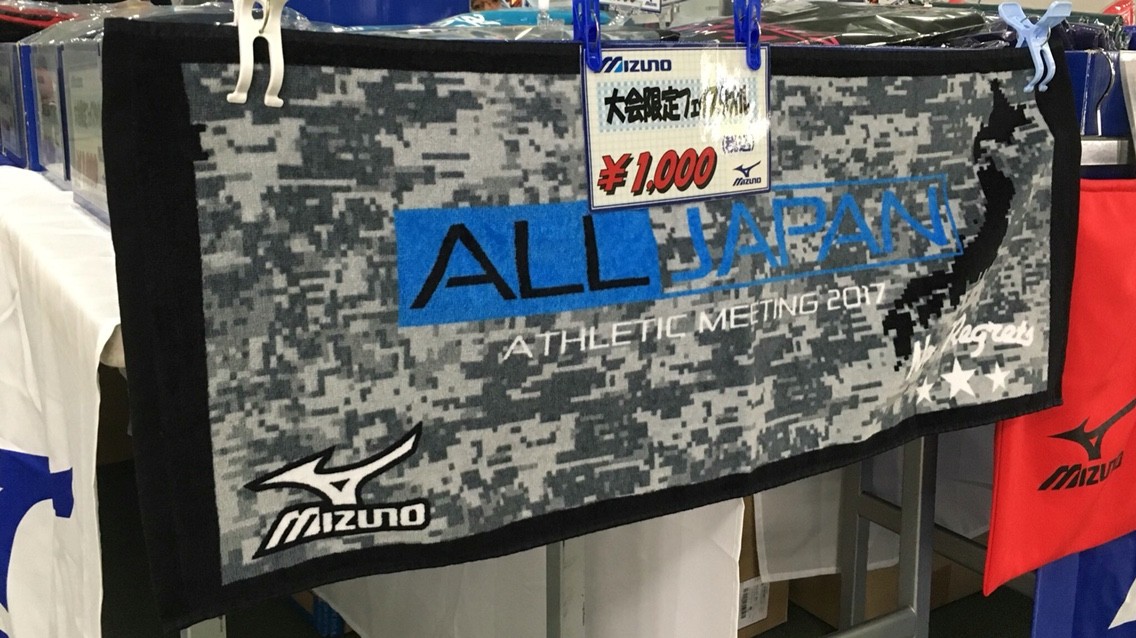 MIZUNO
大会限定フェイスタオル
¥1,000
MIZUNO
ALL JAPAN
ATHLETIC MEETING 2017
No Regrets
MIZUNO
MIZUNO